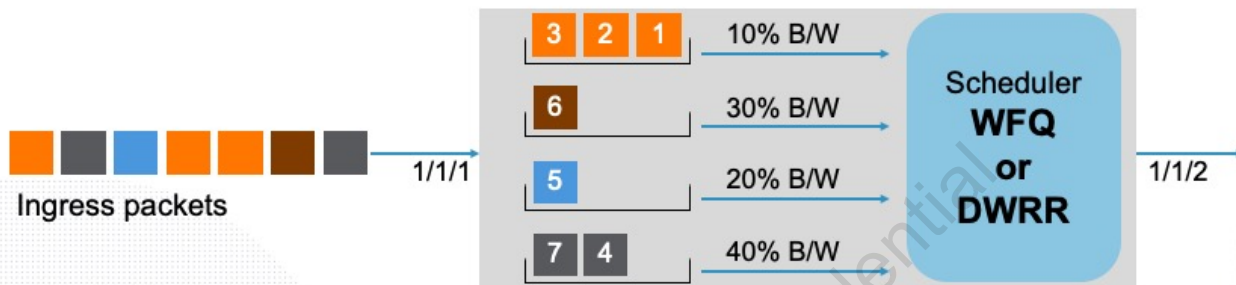 3 2 1
10% B/W
6
30% B/W
5
20% B/W
7 4
40% B/W
Scheduler
WFQ
or
DWRR
1/1/1
1/1/2
Ingress packets